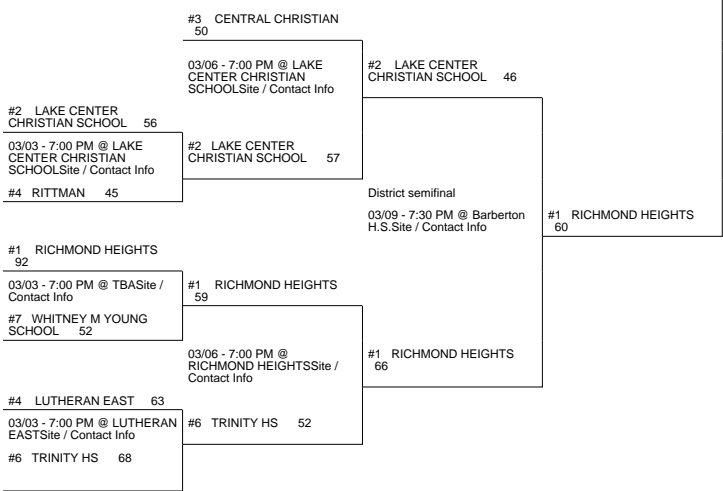 #3 CENTRAL CHRISTIAN
50
03/06 - 7:00 PM @ LAKE
CENTER CHRISTIAN
SCHOOLSite / Contact Info
#2 LAKE CENTER
CHRISTIAN SCHOOL 46
#2 LAKE CENTER
CHRISTIAN SCHOOL 56
03/03 - 7:00 PM @ LAKE
CENTER CHRISTIAN
SCHOOLSite / Contact Info
#2 LAKE CENTER
CHRISTIAN SCHOOL 57
#4 RITTMAN 45
District semifinal
03/09 - 7:30 PM @ Barberton
H.S.Site / Contact Info
#1 RICHMOND HEIGHTS
60
#1 RICHMOND HEIGHTS
92
03/03 - 7:00 PM @ TBASite /
Contact Info
#1 RICHMOND HEIGHTS
59
#7 WHITNEY M YOUNG
SCHOOL 52
03/06 - 7:00 PM @
RICHMOND HEIGHTSSite /
Contact Info
#1 RICHMOND HEIGHTS
66
#4 LUTHERAN EAST 63
03/03 - 7:00 PM @ LUTHERAN
EASTSite / Contact Info
#6 TRINITY HS 52
#6 TRINITY HS 68